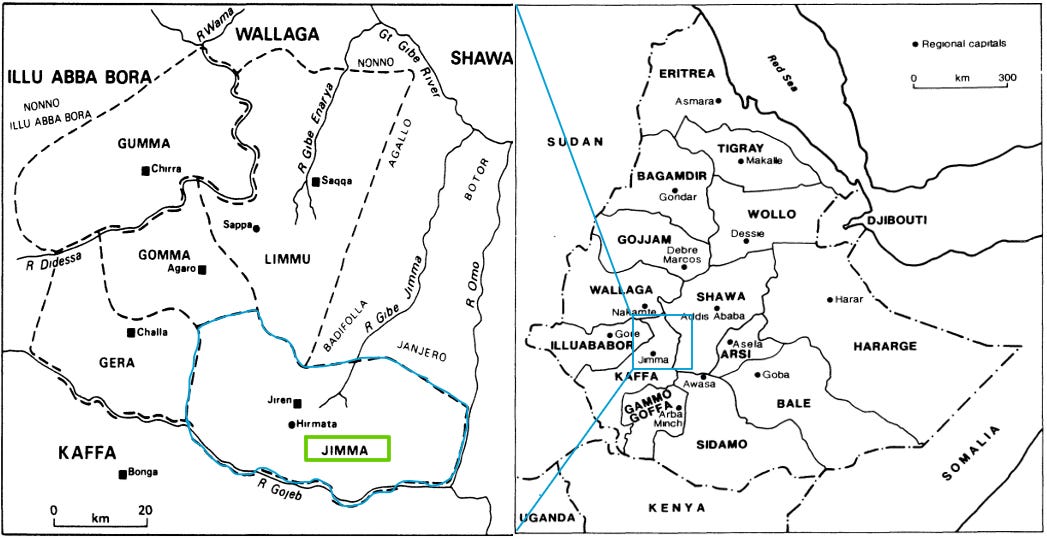 R Wama
WALLAGA
Gt Gibe River
SHAWA
NONNO
ILLU ABBA BORA
NONNO
ILLU ABBA BORA
R Gibe Enarya
AGALLO
GUMMA
Chirra
Saqqa
BOTOR
Sappa
GOMMA
LIMMU
R Didessa
Agaro
R Gibe Jimma
R Omo
BADIFOLLA
Challa
JANJERO
GERA
Jiren
Hirmata
JIMMA
KAFFA
Bonga
R Gojeb
0 20
km
Regional capitals
0 km 300
Red Sea
ERITREA
Asmara
SUDAN
TIGRAY
Makalle
BAGAMDIR
Gondar
WOLLO
DJIBOUTI
GOJJAM
Dessie
Debre
Marcos
WALLAGA
SHAWA
Harar
Nakamte
Addis Ababa
Gore
ILLUABABOR
Asela
ARSI
HARARGE
Jimma
KAFFA
Awasa
Goba
GAMMO
GOFFA
Arba
Minch
BALE
SIDAMO
SOMALIA
KENYA
UGANDA